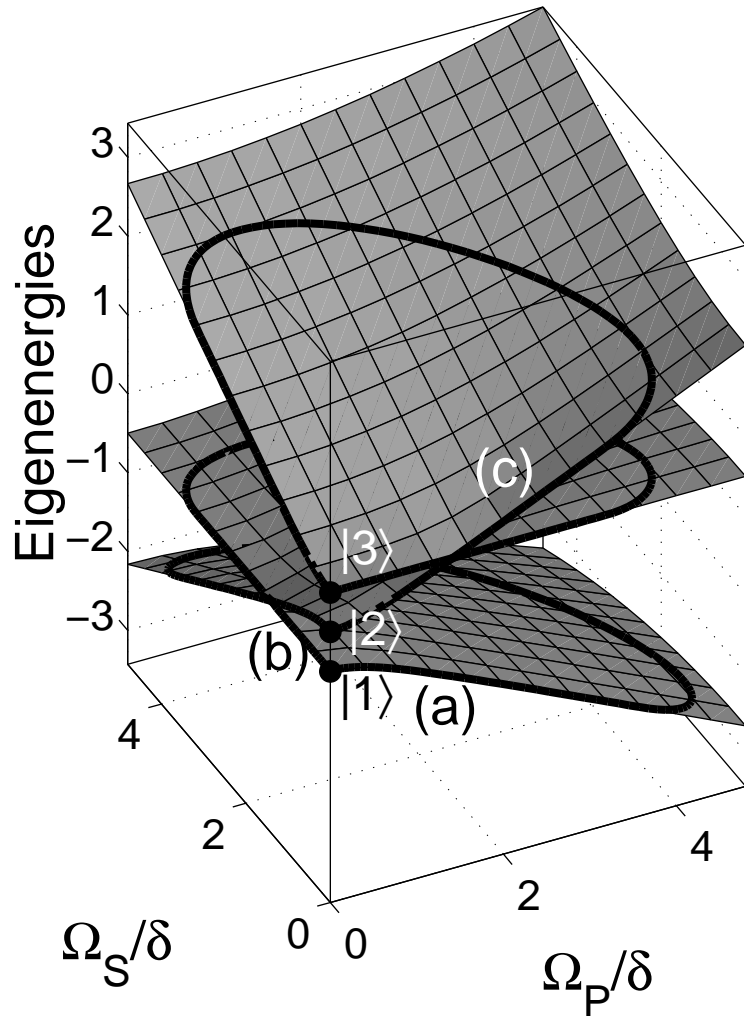 Eigenenergies
3
2
1
0
−1
−2
−3
(c)
|3⟩
|2⟩
(b)
|1⟩
(a)
4
2
0
0
2
4
Ω_S/δ
Ω_P/δ